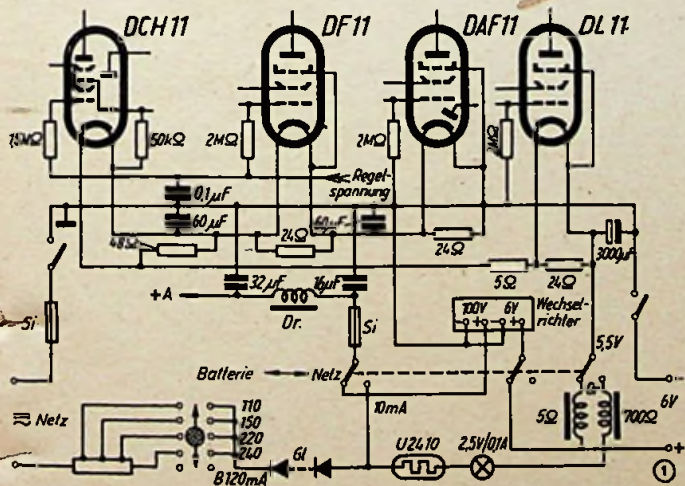 DCH11 DF11 DAF11 DL11
1,5MΩ 50kΩ 2MΩ 2MΩ 2MΩ
Regel-
spannung
0,1µF
60µF
60µF
48Ω 24Ω 24Ω
3000µF
5Ω 24Ω
32µF 16µF
+A
Dr.
Si
Si
100V 6V
- + - +
Wechsel-
richter
5,5V
Batterie Netz
10mA
5Ω 700Ω
-
6V
+
Netz
110
150
220
240
B120mA
Gl
U2410
2,5V/0,1A
1